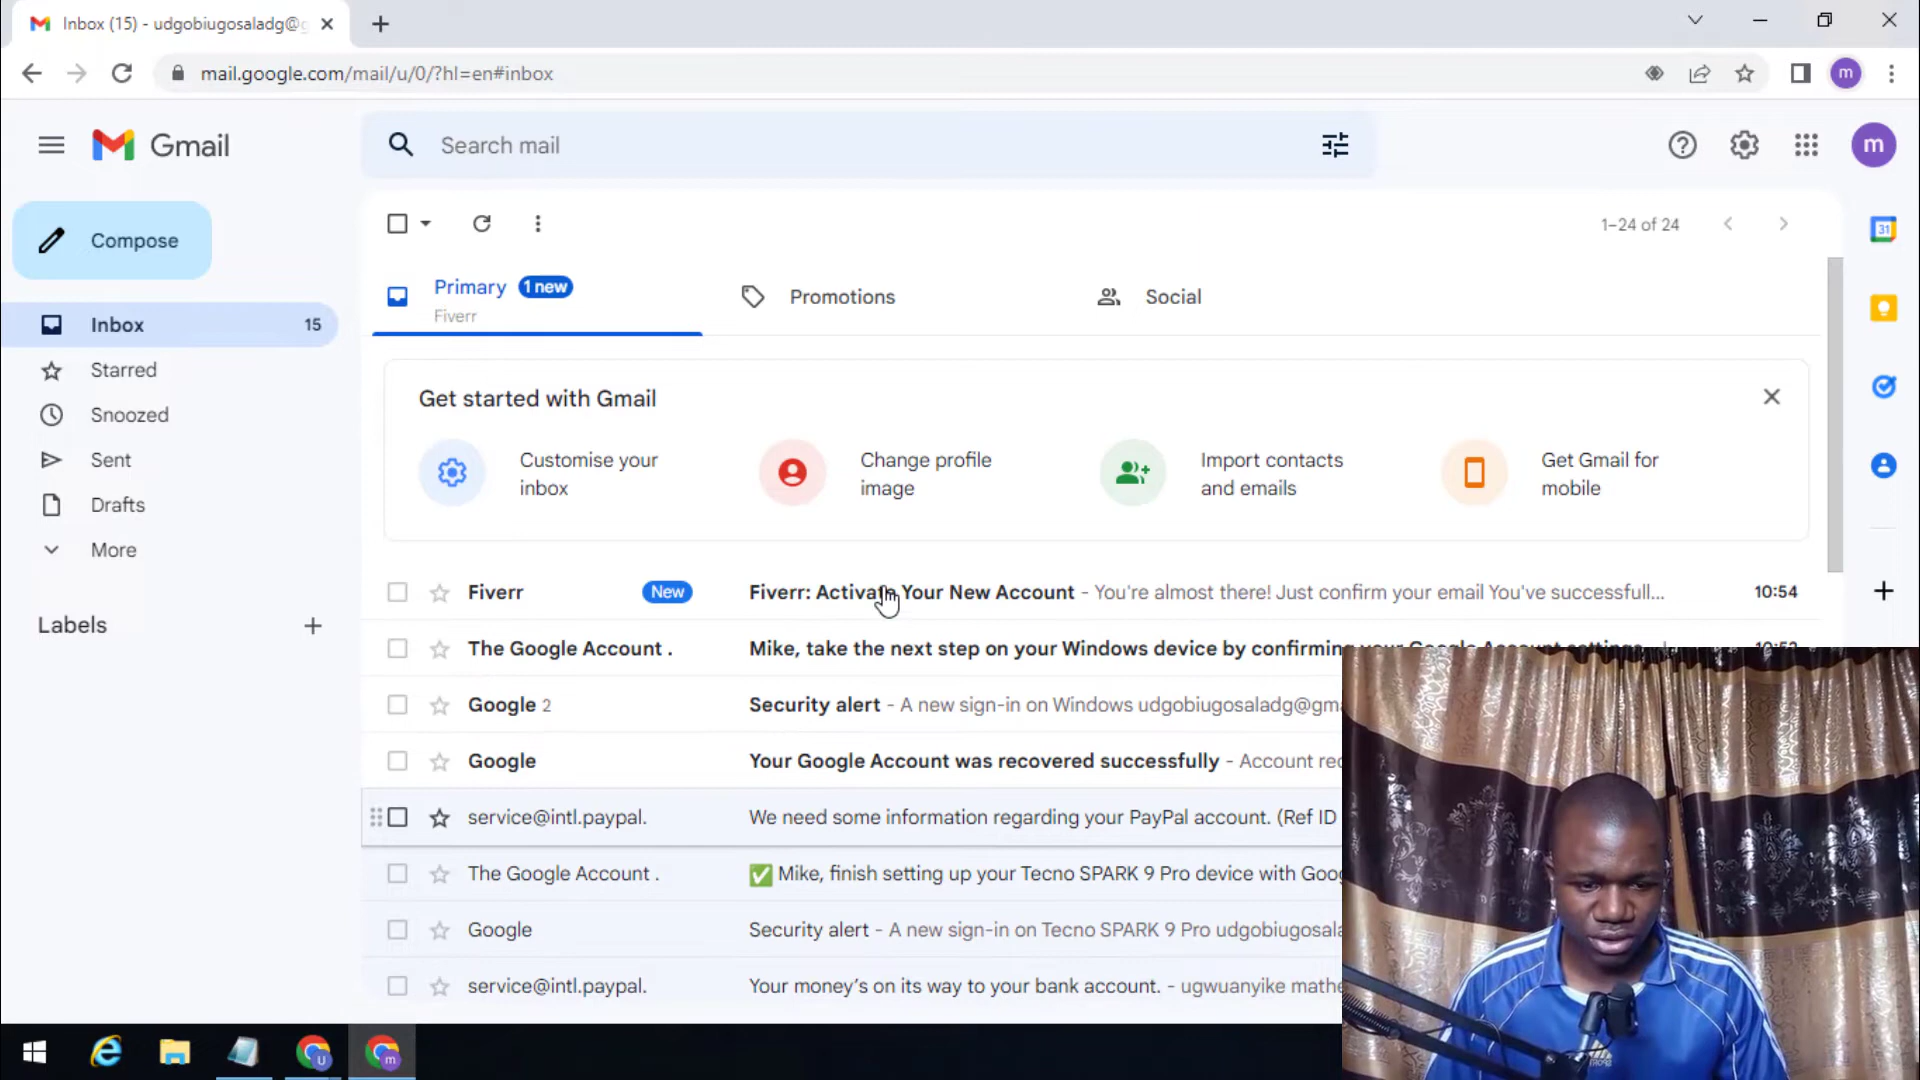 Inbox (15) - udgobiugosaladg@g
mail.google.com/mail/u/0/?hl=en#inbox
m
Gmail
Search mail
m
Compose
1–24 of 24
31
Primary 1 new
Fiverr
Promotions
Social
Inbox 15
Starred
Snoozed
Sent
Drafts
More
Labels
Get started with Gmail
Customise your
inbox
Change profile
image
Import contacts
and emails
Get Gmail for
mobile
Fiverr New Fiverr: Activate Your New Account - You're almost there! Just confirm your email You've successfull... 10:54
The Google Account . Mike, take the next step on your Windows device by confirming your Google Account settings
Google 2 Security alert - A new sign-in on Windows udgobiugosaladg@gm
Google Your Google Account was recovered successfully - Account rec
service@intl.paypal. We need some information regarding your PayPal account. (Ref ID
The Google Account . ✅ Mike, finish setting up your Tecno SPARK 9 Pro device with Goo
Google Security alert - A new sign-in on Tecno SPARK 9 Pro udgobiugosala
service@intl.paypal. Your money's on its way to your bank account. - ugwuanyike mathe
U
m